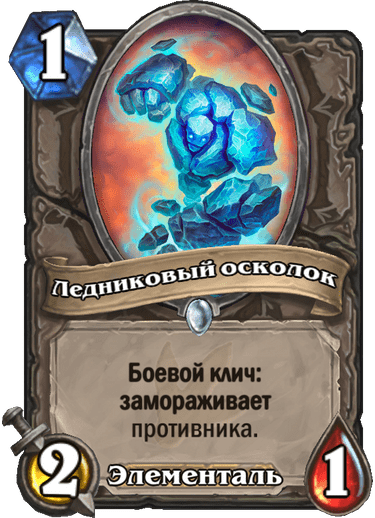 1
Ледниковый осколок
Боевой клич:
замораживает
противника.
2
Элементаль
1